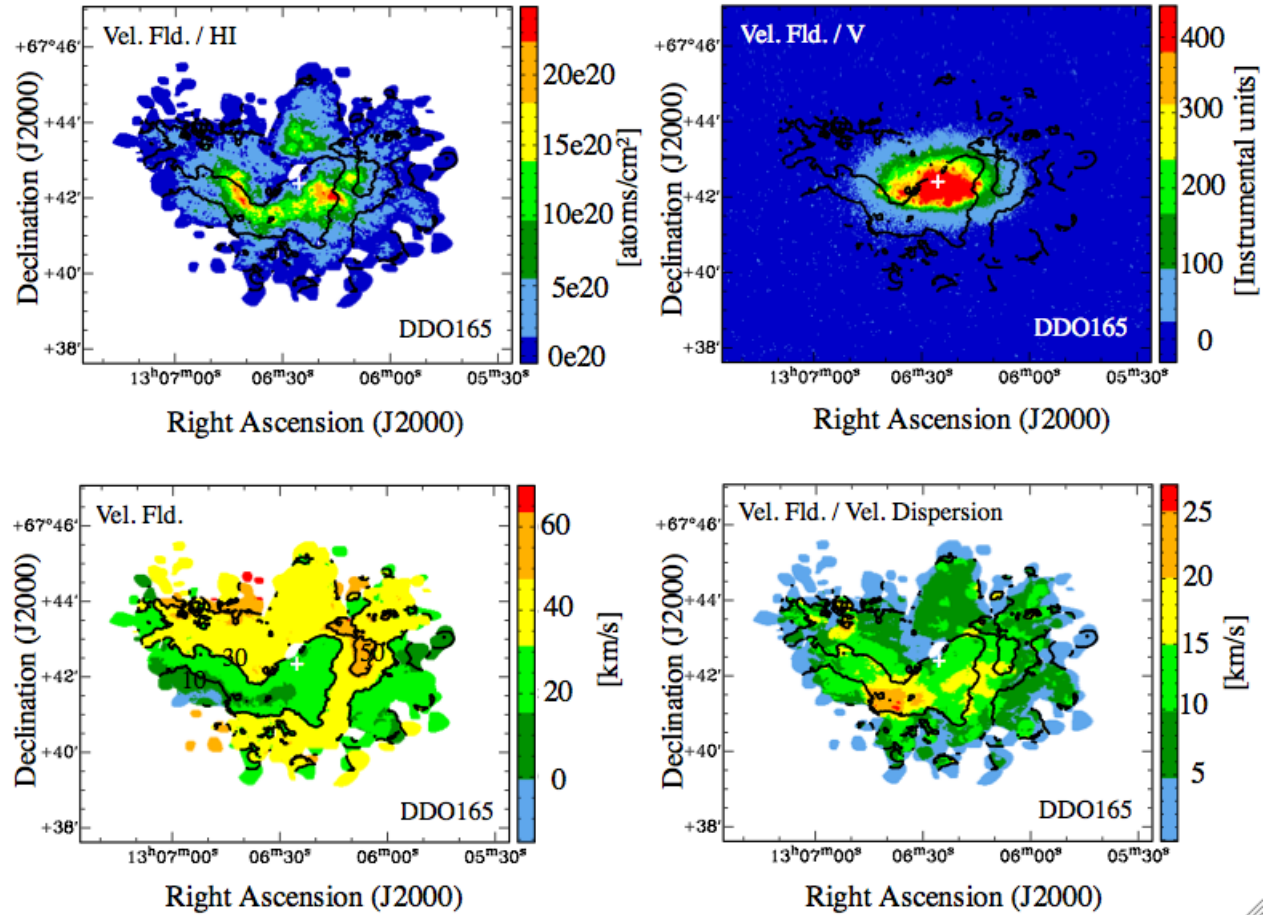 Vel. Fld. / HI
+67°46′
+44′
+42′
+40′
+38′
Declination (J2000)
DDO165
13ʰ07ᵐ00ˢ 06ᵐ30ˢ 06ᵐ00ˢ 05ᵐ30ˢ
Right Ascension (J2000)
20e20
15e20
10e20
5e20
0e20
[atoms/cm²]
Vel. Fld. / V
+67°46′
+44′
+42′
+40′
+38′
Declination (J2000)
DDO165
13ʰ07ᵐ00ˢ 06ᵐ30ˢ 06ᵐ00ˢ 05ᵐ30ˢ
Right Ascension (J2000)
400
300
200
100
0
[Instrumental units]
Vel. Fld.
+67°46′
+44′
+42′
+40′
+38′
Declination (J2000)
30
50
10
DDO165
13ʰ07ᵐ00ˢ 06ᵐ30ˢ 06ᵐ00ˢ 05ᵐ30ˢ
Right Ascension (J2000)
60
40
20
0
[km/s]
Vel. Fld. / Vel. Dispersion
+67°46′
+44′
+42′
+40′
+38′
Declination (J2000)
DDO165
13ʰ07ᵐ00ˢ 06ᵐ30ˢ 06ᵐ00ˢ 05ᵐ30ˢ
Right Ascension (J2000)
25
20
15
10
5
[km/s]